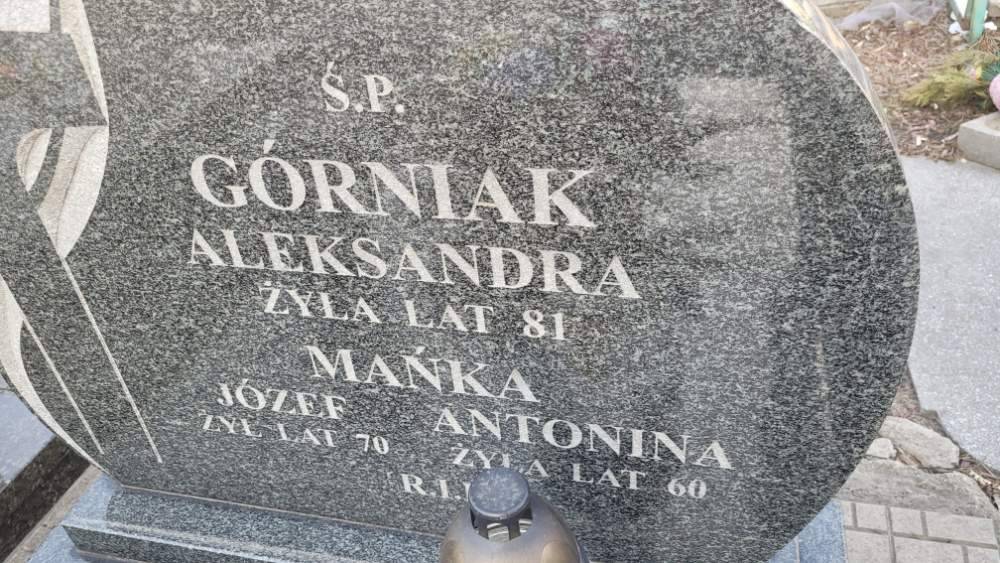 Ś.P.
GÓRNIAK
ALEKSANDRA
ŻYŁA LAT 81
MAŃKA
JÓZEF
ŻYŁ LAT 70
ANTONINA
ŻYŁA LAT 60